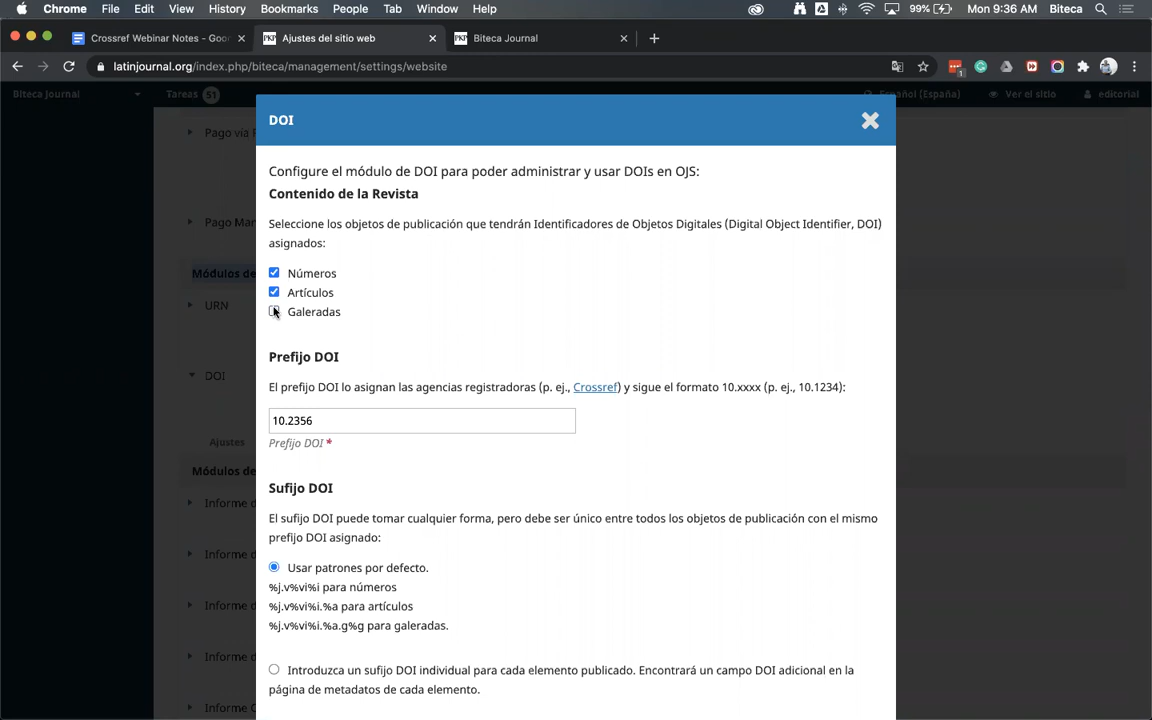 Chrome File Edit View History Bookmarks People Tab Window Help 99% Mon 9:36 AM Biteca
Crossref Webinar Notes - Goo
PKP Ajustes del sitio web
PKP Biteca Journal
latinjournal.org/index.php/biteca/management/settings/website
1
Biteca Journal Tareas 51 Español (España) Ver el sitio editorial
DOI
Pago vía
Configure el módulo de DOI para poder administrar y usar DOIs en OJS:
Contenido de la Revista
Pago Man
Seleccione los objetos de publicación que tendrán Identificadores de Objetos Digitales (Digital Object Identifier, DOI)
asignados:
Módulos de
Números
Artículos
URN
Galeradas
Prefijo DOI
DOI
El prefijo DOI lo asignan las agencias registradoras (p. ej., Crossref) y sigue el formato 10.xxxx (p. ej., 10.1234):
10.2356
Ajustes
Prefijo DOI *
Módulos de
Sufijo DOI
Informe d
El sufijo DOI puede tomar cualquier forma, pero debe ser único entre todos los objetos de publicación con el mismo
prefijo DOI asignado:
Informe d
Usar patrones por defecto.
%j.v%vi%i para números
%j.v%vi%i.%a para artículos
Informe d
%j.v%vi%i.%a.g%g para galeradas.
Informe d
Introduzca un sufijo DOI individual para cada elemento publicado. Encontrará un campo DOI adicional en la
página de metadatos de cada elemento.
Informe C